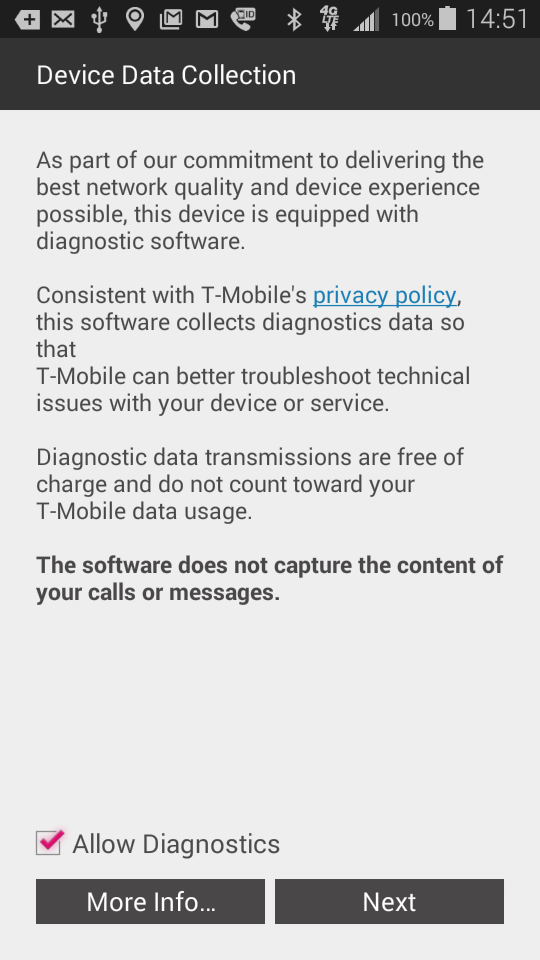 4G
LTE
ID
100%
14:51
Device Data Collection
As part of our commitment to delivering the
best network quality and device experience
possible, this device is equipped with
diagnostic software.
Consistent with T-Mobile's privacy policy,
this software collects diagnostics data so
that
T-Mobile can better troubleshoot technical
issues with your device or service.
Diagnostic data transmissions are free of
charge and do not count toward your
T-Mobile data usage.
The software does not capture the content of
your calls or messages.
Allow Diagnostics
More Info...
Next